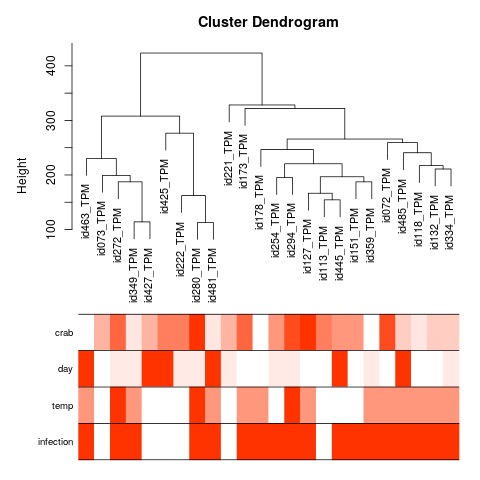 Cluster Dendrogram
Height
400
300
200
100
id463_TPM
id073_TPM
id272_TPM
id349_TPM
id427_TPM
id425_TPM
id222_TPM
id280_TPM
id481_TPM
id221_TPM
id173_TPM
id178_TPM
id254_TPM
id294_TPM
id127_TPM
id113_TPM
id445_TPM
id151_TPM
id359_TPM
id072_TPM
id485_TPM
id118_TPM
id132_TPM
id334_TPM
crab
day
temp
infection